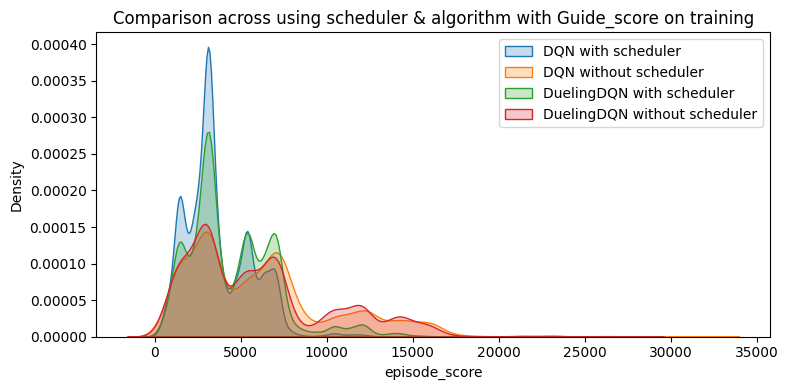 Comparison across using scheduler & algorithm with Guide_score on training
DQN with scheduler
DQN without scheduler
DuelingDQN with scheduler
DuelingDQN without scheduler
Density
0.00040
0.00035
0.00030
0.00025
0.00020
0.00015
0.00010
0.00005
0.00000
0 5000 10000 15000 20000 25000 30000 35000
episode_score